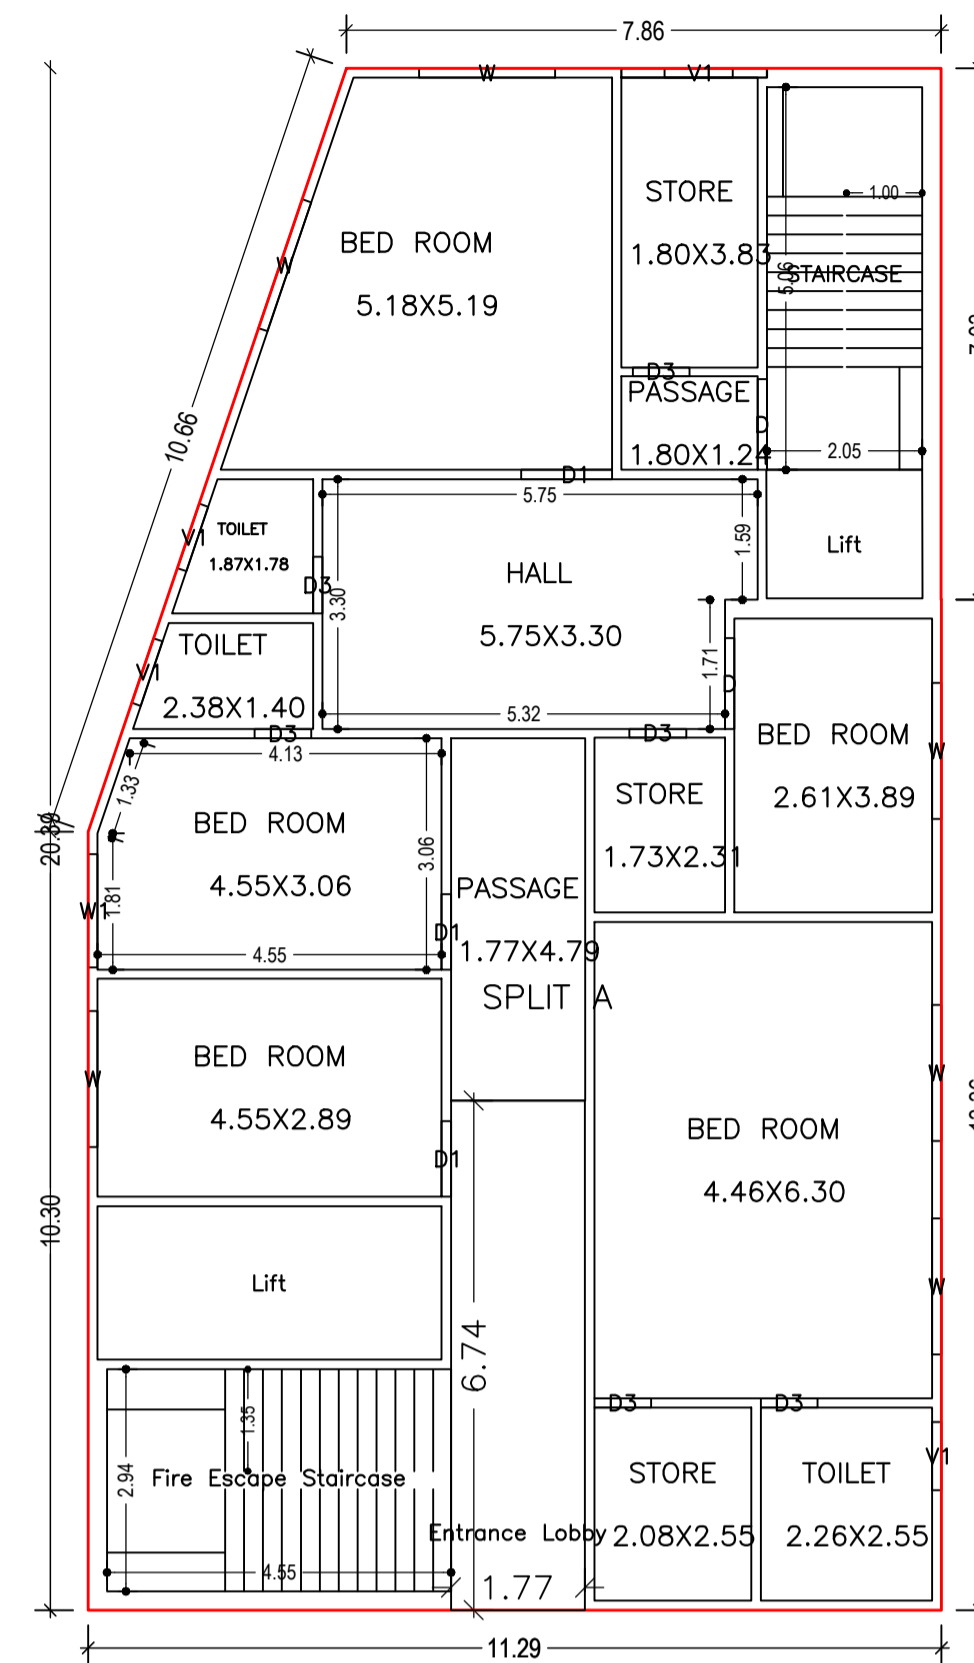 7.86
W
V1
STORE
1.00
BED ROOM
1.80X3.83
W
5.06
STAIRCASE
5.18X5.19
D3
PASSAGE
10.66
D
1.80X1.24
2.05
D1
5.75
TOILET
V1
1.59
Lift
1.87X1.78
HALL
D3
3.30
5.75X3.30
TOILET
1.71
V1
D
2.38X1.40
5.32
D3
D3
BED ROOM
4.13
W
1.33
STORE
2.61X3.89
BED ROOM
3.06
1.73X2.31
4.55X3.06
PASSAGE
1.81
W1
D1
1.77X4.79
4.55
SPLIT A
BED ROOM
W
W
4.55X2.89
BED ROOM
D1
4.46X6.30
10.30
Lift
W
6.74
D3
D3
1.35
V1
2.94
Fire Escape Staircase
STORE
TOILET
Entrance Lobby
2.08X2.55
2.26X2.55
4.55
1.77
11.29